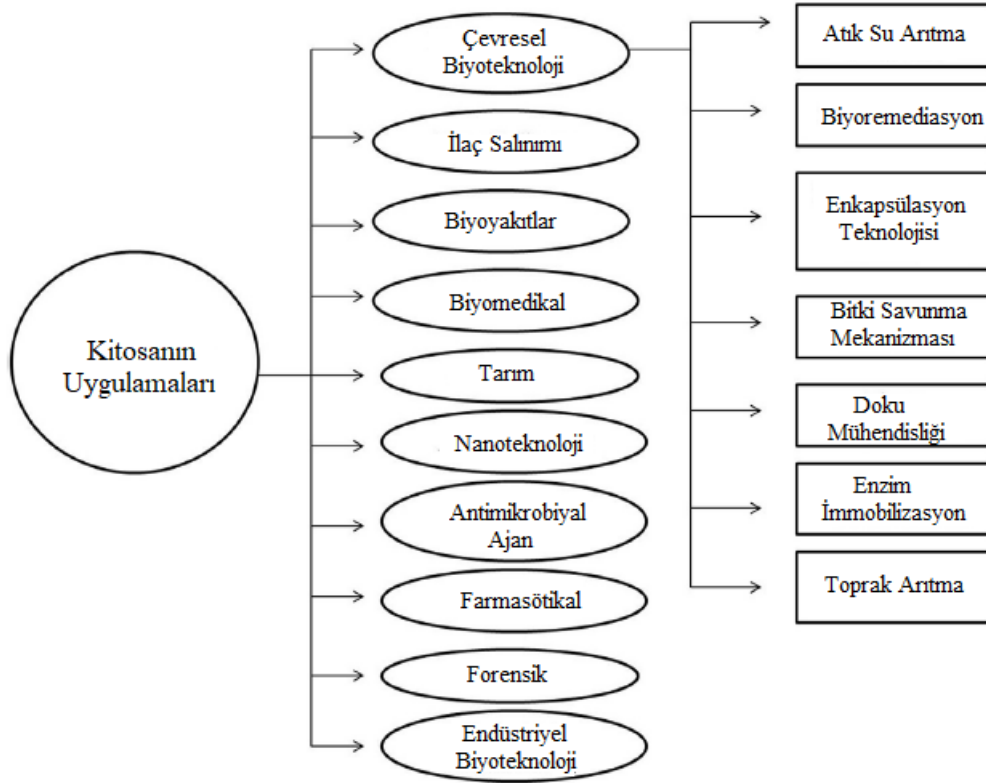 Kitosanın
Uygulamaları
Çevresel
Biyoteknoloji
İlaç Salınımı
Biyoyakıtlar
Biyomedikal
Tarım
Nanoteknoloji
Antimikrobiyal
Ajan
Farmasötikal
Forensik
Endüstriyel
Biyoteknoloji
Atık Su Arıtma
Biyoremediasyon
Enkapsülasyon
Teknolojisi
Bitki Savunma
Mekanizması
Doku
Mühendisliği
Enzim
İmmobilizasyon
Toprak Arıtma